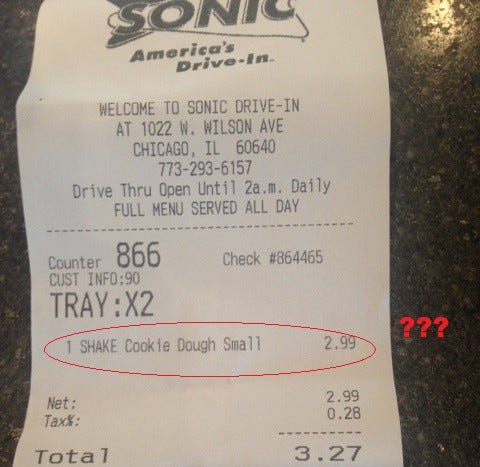 SONIC
America's
Drive-In
WELCOME TO SONIC DRIVE-IN
AT 1022 W. WILSON AVE
CHICAGO, IL 60640
773-293-6157
Drive Thru Open Until 2a.m. Daily
FULL MENU SERVED ALL DAY
Counter 866 Check #864465
CUST INFO:90
TRAY:X2
1 SHAKE Cookie Dough Small 2.99
???
Net: 2.99
Tax%: 0.28
Total 3.27